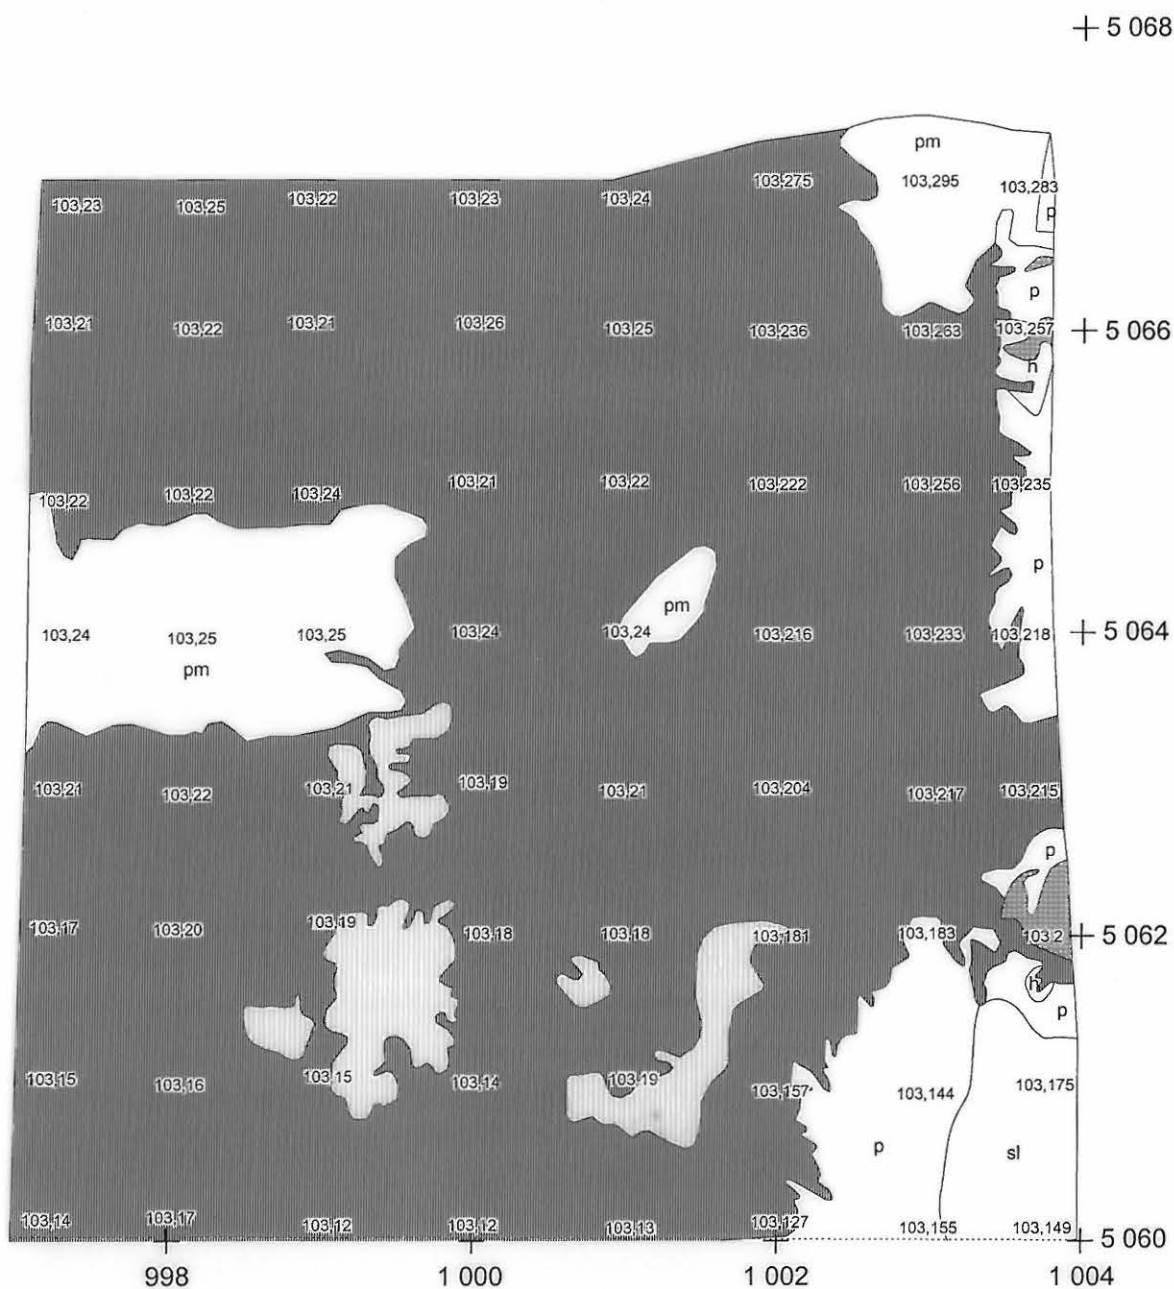 5 068
pm
103,275 103,295 103,283
103,23 103,25 103,22 103,23 103,24 p
p
103,21 103,22 103,21 103,26 103,25 103,236 103,263 103,257 5 066
h
103,22 103,22 103,24 103,21 103,22 103,222 103,256 103,235
p
pm
103,24 103,25 103,25 103,24 103,24 103,216 103,233 103,218 5 064
pm
103,21 103,22 103,21 103,19 103,21 103,204 103,217 103,215
p
103,17 103,20 103,19 103,18 103,18 103,181 103,183 103 2 5 062
h
p
103,15 103,16 103,15 103,14 103,19 103,157 103,144 103,175
p sl
103,14 103,17 103,12 103,12 103,13 103,127 103,155 103,149 5 060
998 1 000 1 002 1 004